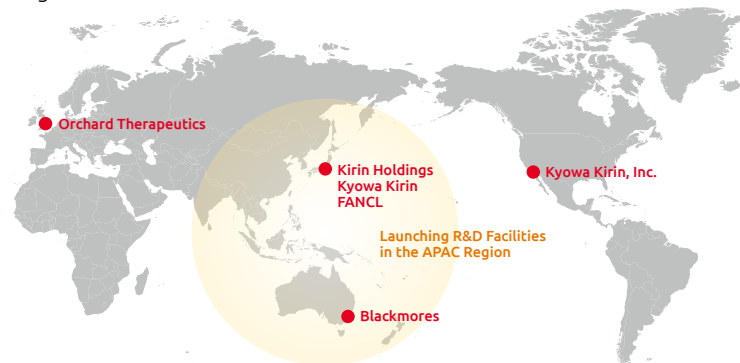 Orchard Therapeutics
Kirin Holdings
Kyowa Kirin
FANCL
Kyowa Kirin, Inc.
Launching R&D Facilities
in the APAC Region
Blackmores